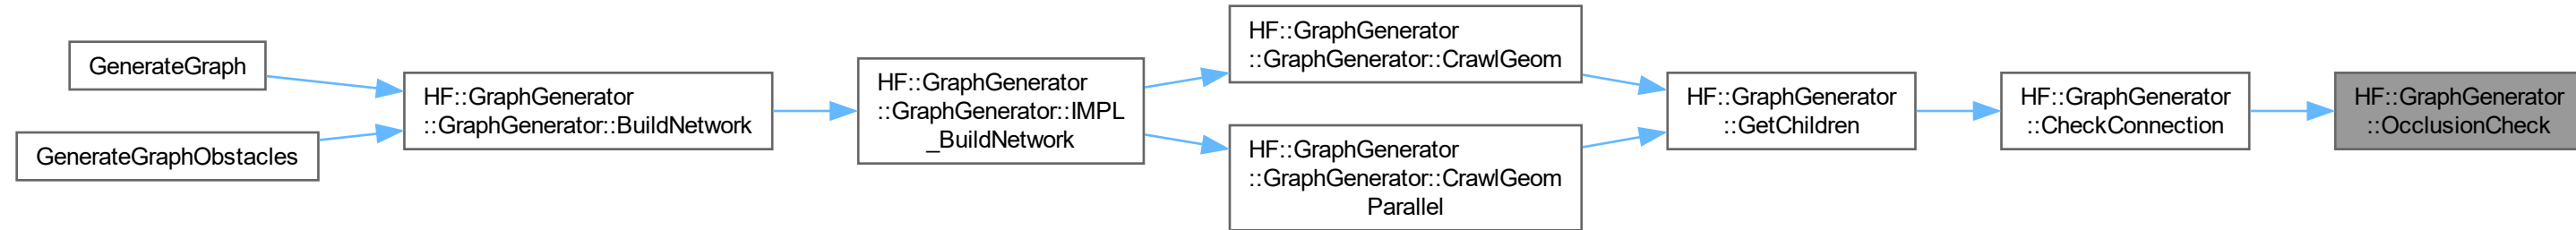 GenerateGraph
GenerateGraphObstacles
HF::GraphGenerator
::GraphGenerator::BuildNetwork
HF::GraphGenerator
::GraphGenerator::IMPL
_BuildNetwork
HF::GraphGenerator
::GraphGenerator::CrawlGeom
HF::GraphGenerator
::GraphGenerator::CrawlGeom
Parallel
HF::GraphGenerator
::GetChildren
HF::GraphGenerator
::CheckConnection
HF::GraphGenerator
::OcclusionCheck